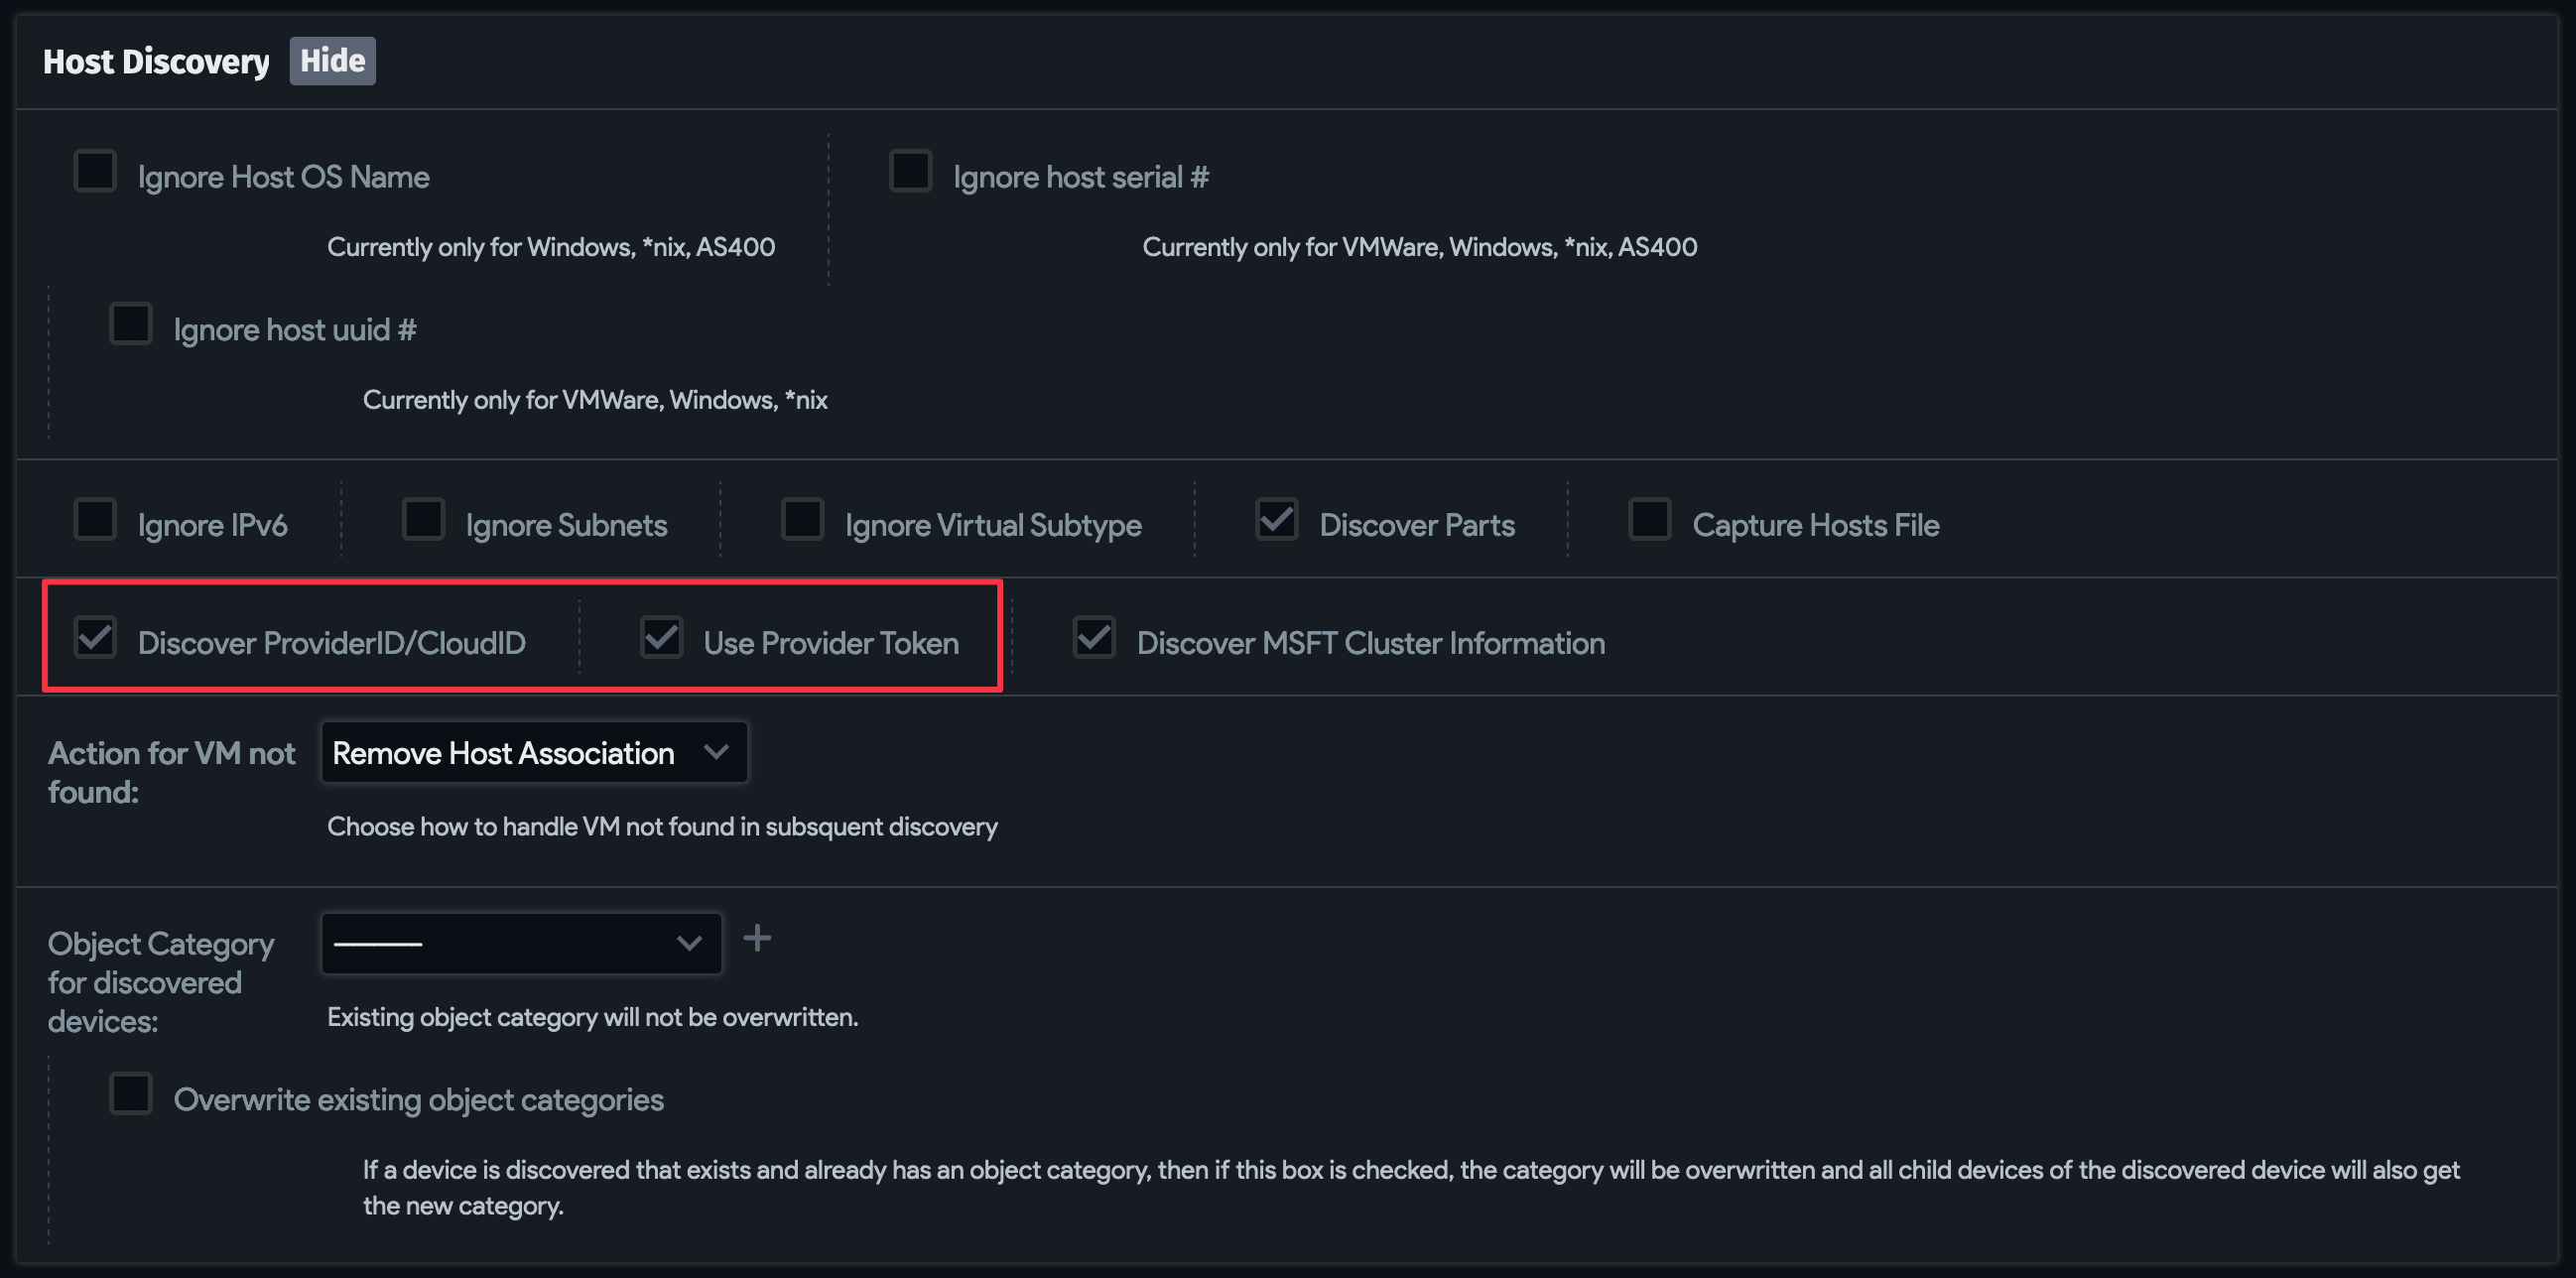 Host Discovery Hide
Ignore Host OS Name Ignore host serial #
Currently only for Windows, *nix, AS400 Currently only for VMWare, Windows, *nix, AS400
Ignore host uuid #
Currently only for VMWare, Windows, *nix
Ignore IPv6 Ignore Subnets Ignore Virtual Subtype Discover Parts Capture Hosts File
Discover ProviderID/CloudID Use Provider Token Discover MSFT Cluster Information
Action for VM not Remove Host Association
found:
Choose how to handle VM not found in subsquent discovery
Object Category ---------
for discovered
devices:
Existing object category will not be overwritten.
Overwrite existing object categories
If a device is discovered that exists and already has an object category, then if this box is checked, the category will be overwritten and all child devices of the discovered device will also get
the new category.